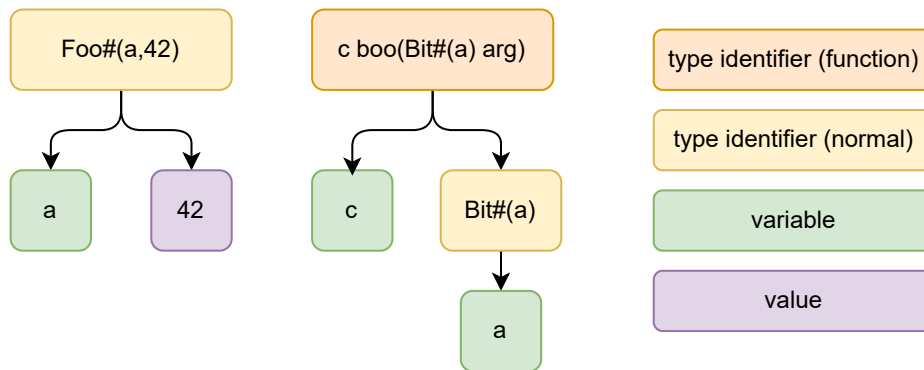 Foo#(a,42)
c boo(Bit#(a) arg)
type identifier (function)
type identifier (normal)
a
42
c
Bit#(a)
variable
a
value